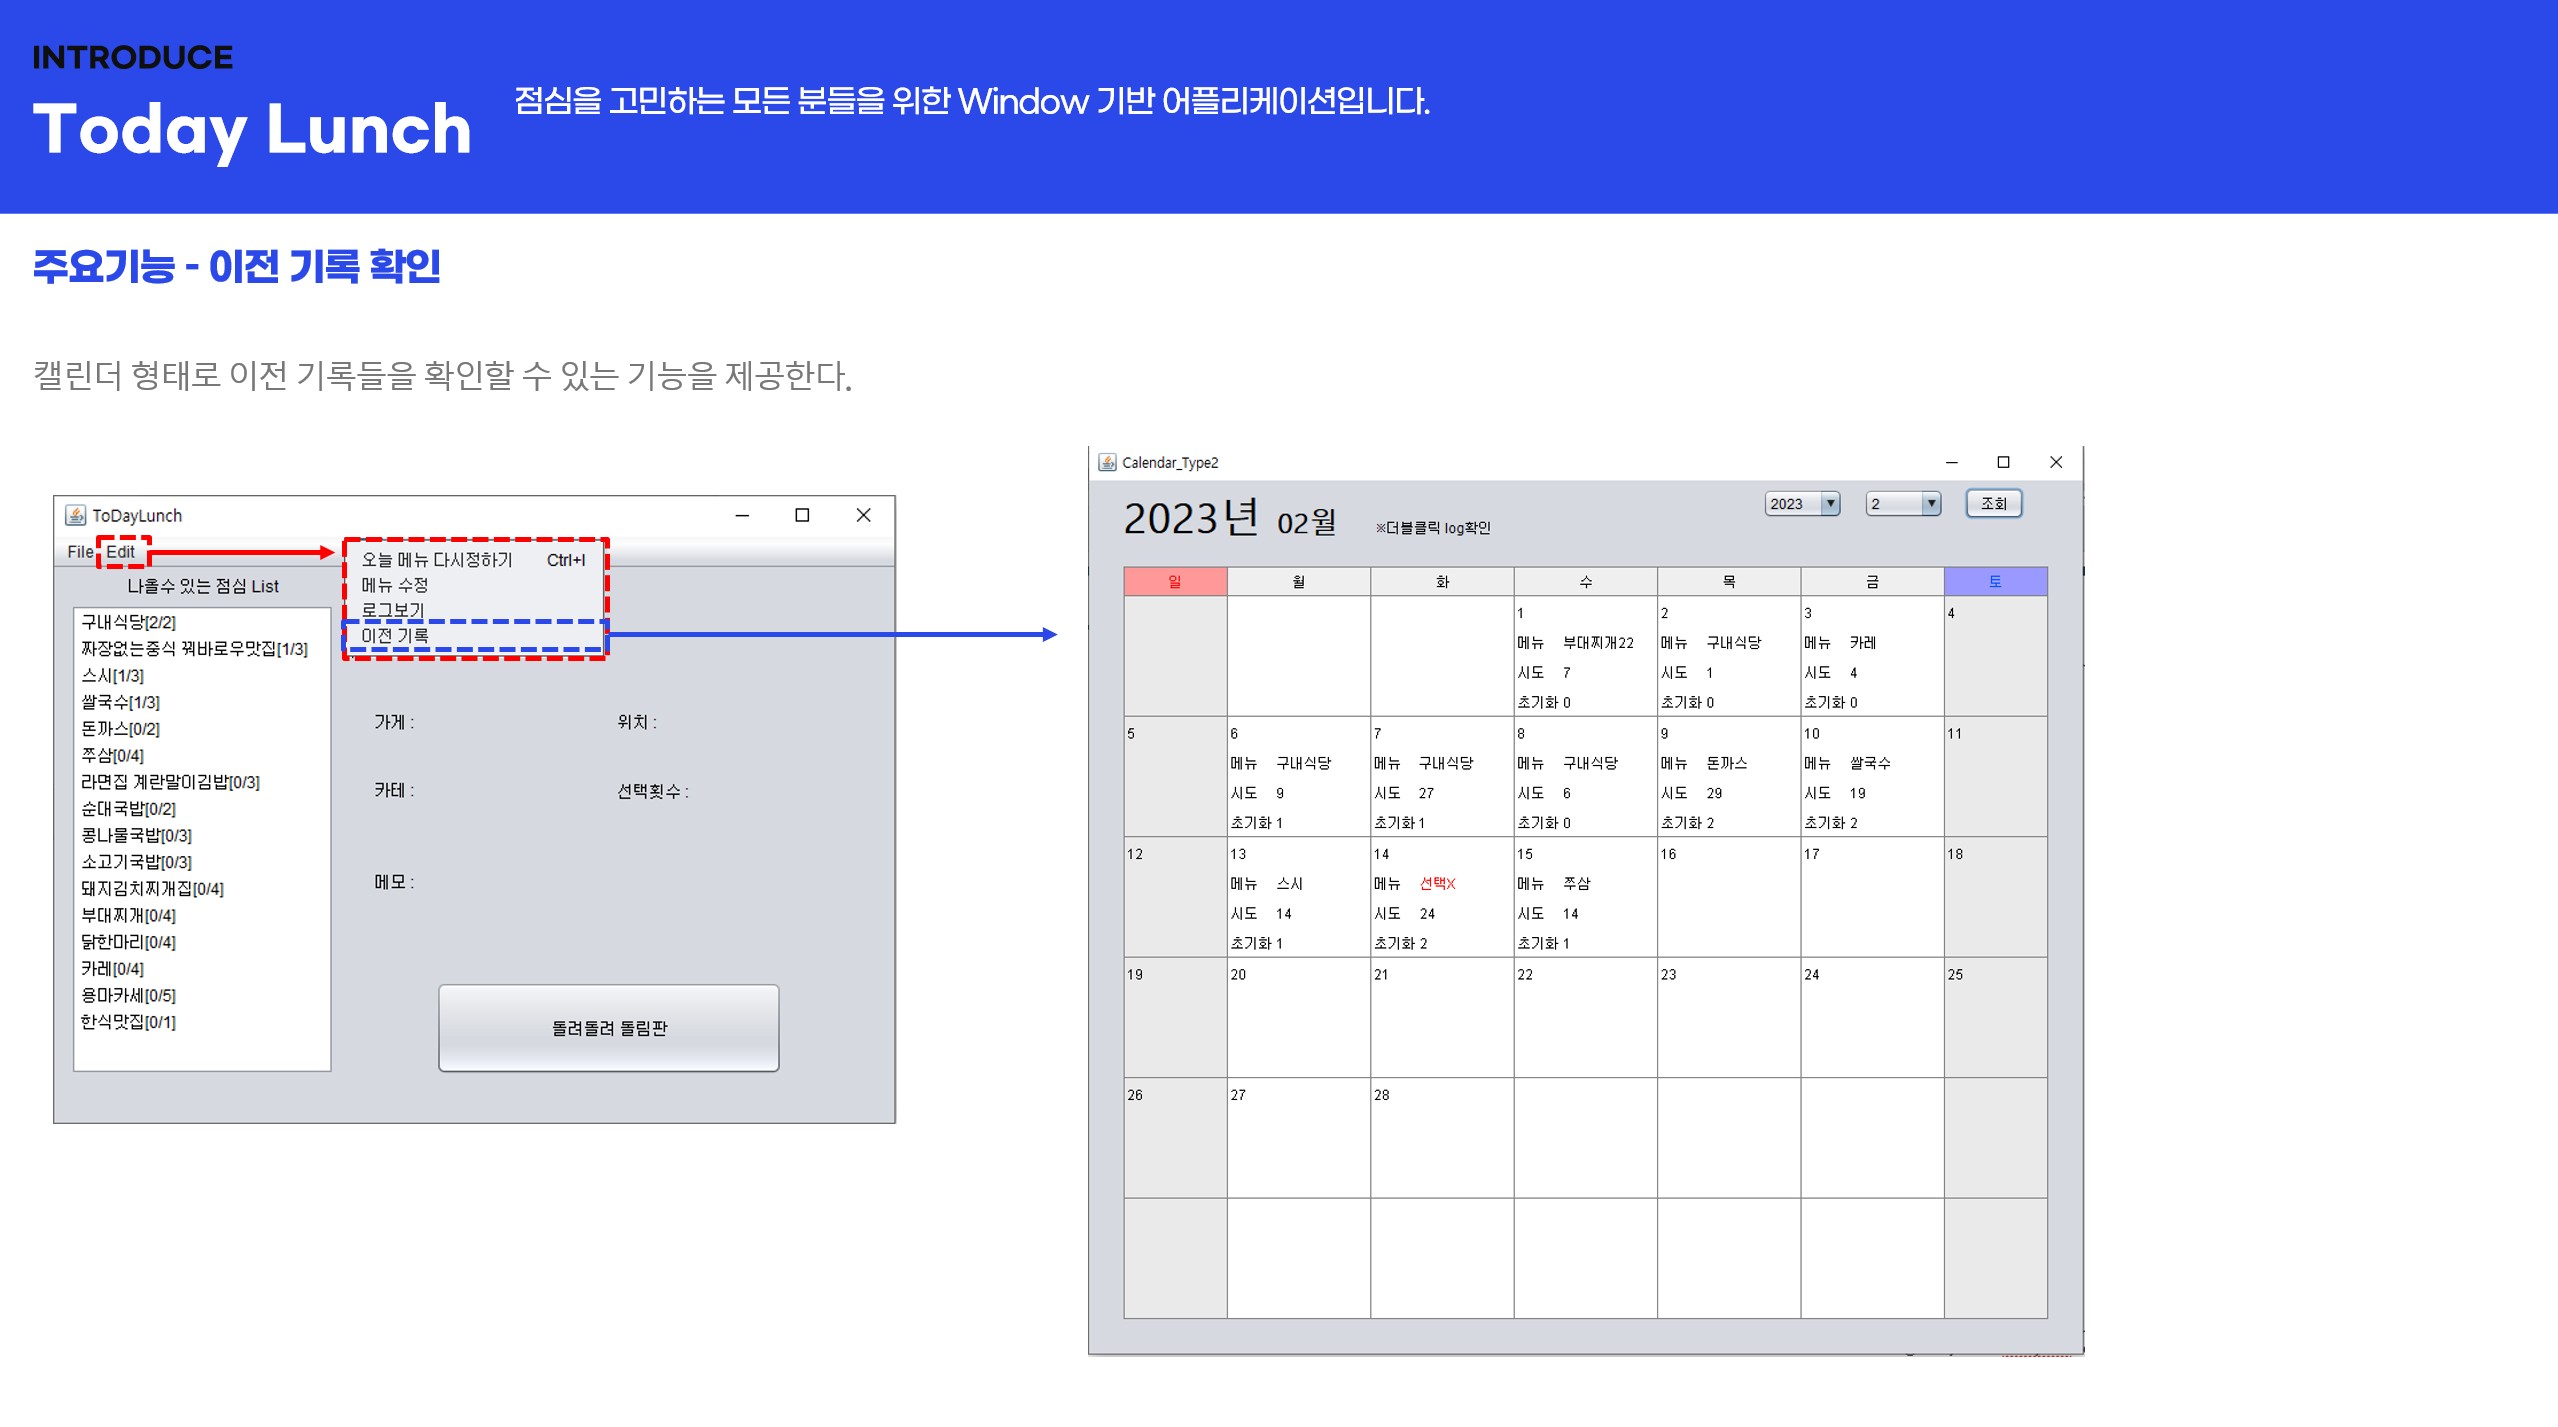 INTRODUCE
Today Lunch
점심을 고민하는 모든 분들을 위한 Window 기반 어플리케이션입니다.
주요기능 - 이전 기록 확인
캘린더 형태로 이전 기록들을 확인할 수 있는 기능을 제공한다.
ToDayLunch
File Edit
오늘 메뉴 다시정하기 Ctrl+I
메뉴 수정
로그보기
이전 기록
나올수 있는 점심 List
구내식당[2/2]
짜장없는중식 꿔바로우맛집[1/3]
스시[1/3]
쌀국수[1/3]
돈까스[0/2]
쭈삼[0/4]
라면집 계란말이김밥[0/3]
순대국밥[0/2]
콩나물국밥[0/3]
소고기국밥[0/3]
돼지김치찌개집[0/4]
부대찌개[0/4]
닭한마리[0/4]
카레[0/4]
용마카세[0/5]
한식맛집[0/1]
가게 : 위치 :
카테 : 선택횟수 :
메모 :
돌려돌려 돌림판
Calendar_Type2
2023년 02월 ※더블클릭 log확인 2023 2 조회
일 월 화 수 목 금 토
1 2 3 4
메뉴 부대찌개22 메뉴 구내식당 메뉴 카레
시도 7 시도 1 시도 4
초기화 0 초기화 0 초기화 0
5 6 7 8 9 10 11
메뉴 구내식당 메뉴 구내식당 메뉴 구내식당 메뉴 돈까스 메뉴 쌀국수
시도 9 시도 27 시도 6 시도 29 시도 19
초기화 1 초기화 1 초기화 0 초기화 2 초기화 2
12 13 14 15 16 17 18
메뉴 스시 메뉴 선택X 메뉴 쭈삼
시도 14 시도 24 시도 14
초기화 1 초기화 2 초기화 1
19 20 21 22 23 24 25
26 27 28